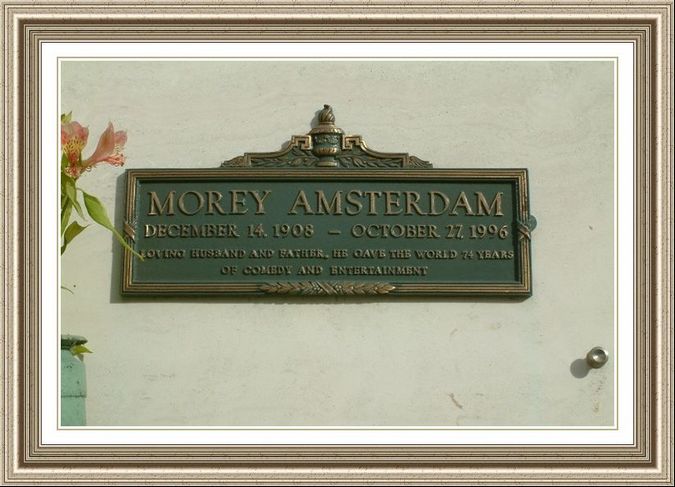 MOREY AMSTERDAM
DECEMBER 14, 1908 – OCTOBER 27, 1996
LOVING HUSBAND AND FATHER, HE GAVE THE WORLD 74 YEARS
OF COMEDY AND ENTERTAINMENT